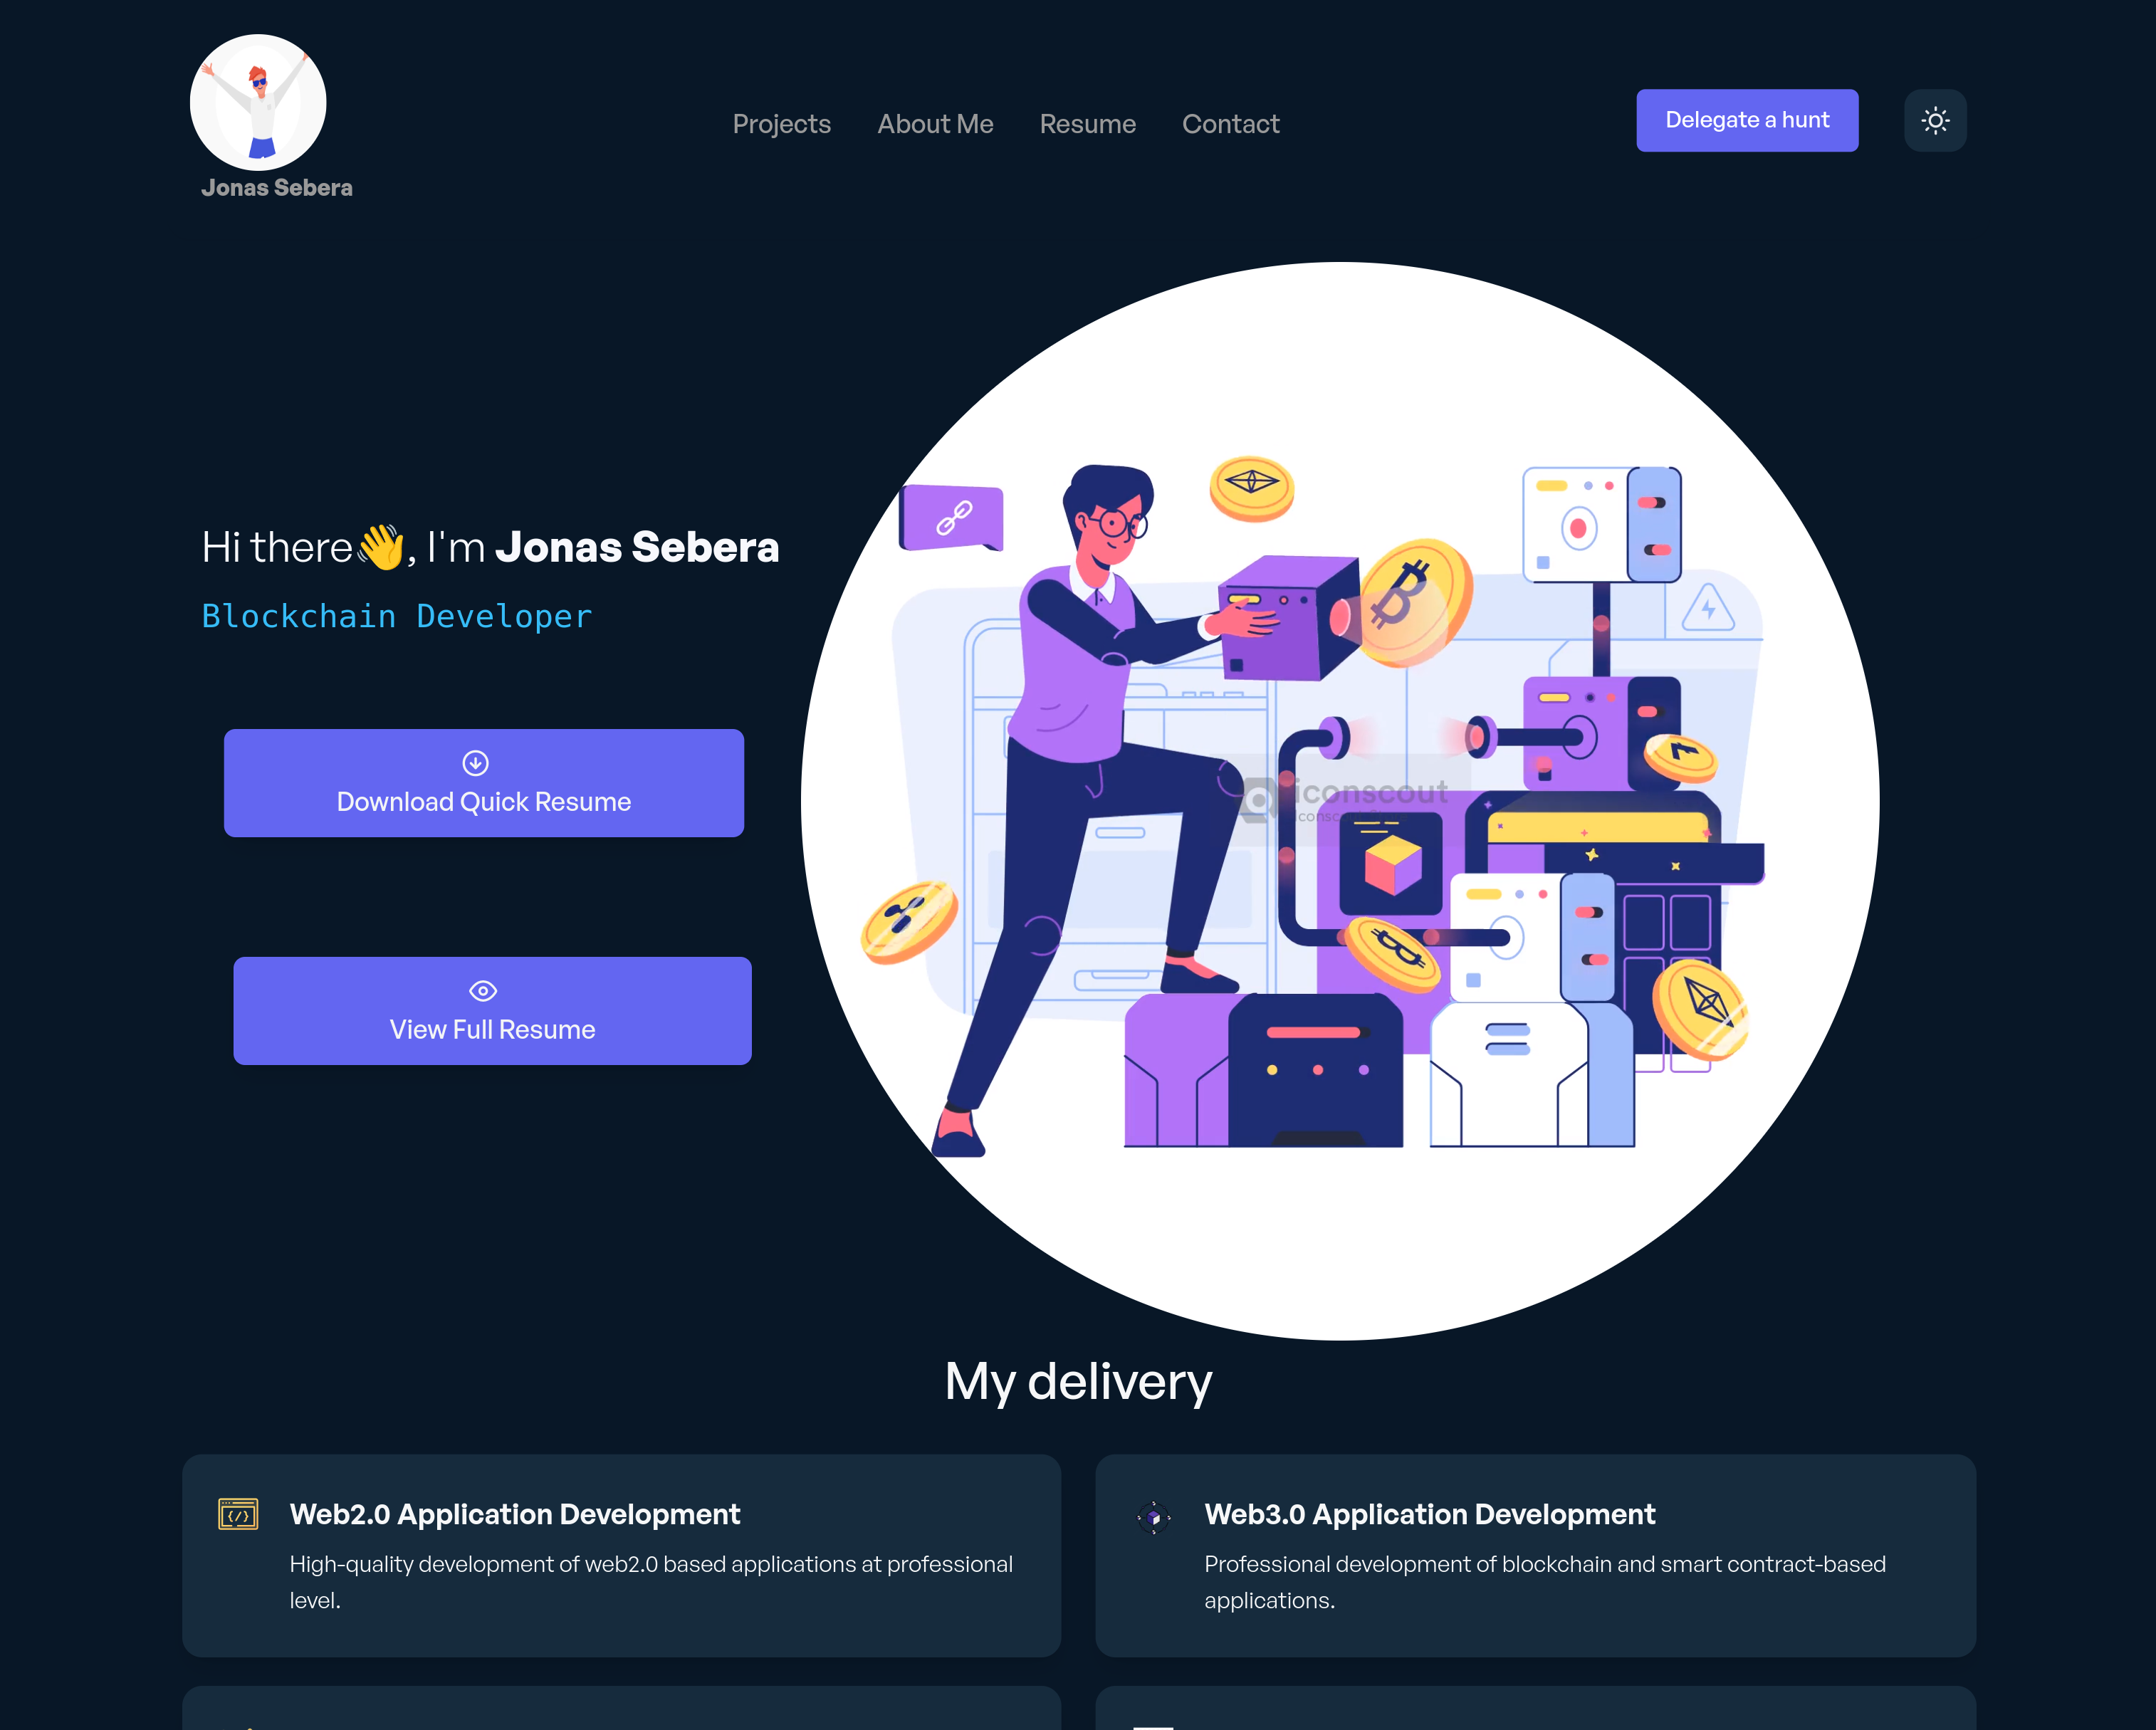 Jonas Sebera
Projects
About Me
Resume
Contact
Delegate a hunt
Hi there👋, I'm Jonas Sebera
Blockchain Developer
Download Quick Resume
View Full Resume
iconscout
My delivery
Web2.0 Application Development
High-quality development of web2.0 based applications at professional
level.
Web3.0 Application Development
Professional development of blockchain and smart contract-based
applications.